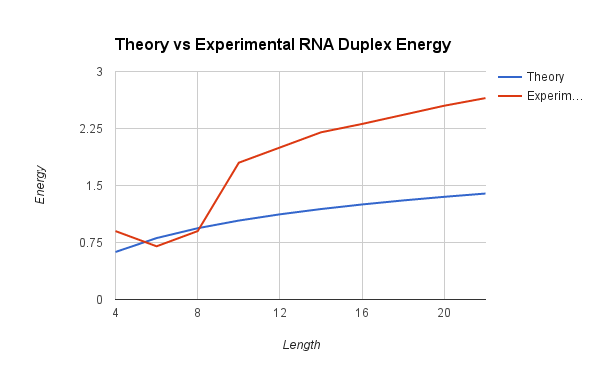 Theory vs Experimental RNA Duplex Energy
Theory
Experim...
3
2.25
1.5
0.75
0
Energy
4
8
12
16
20
Length